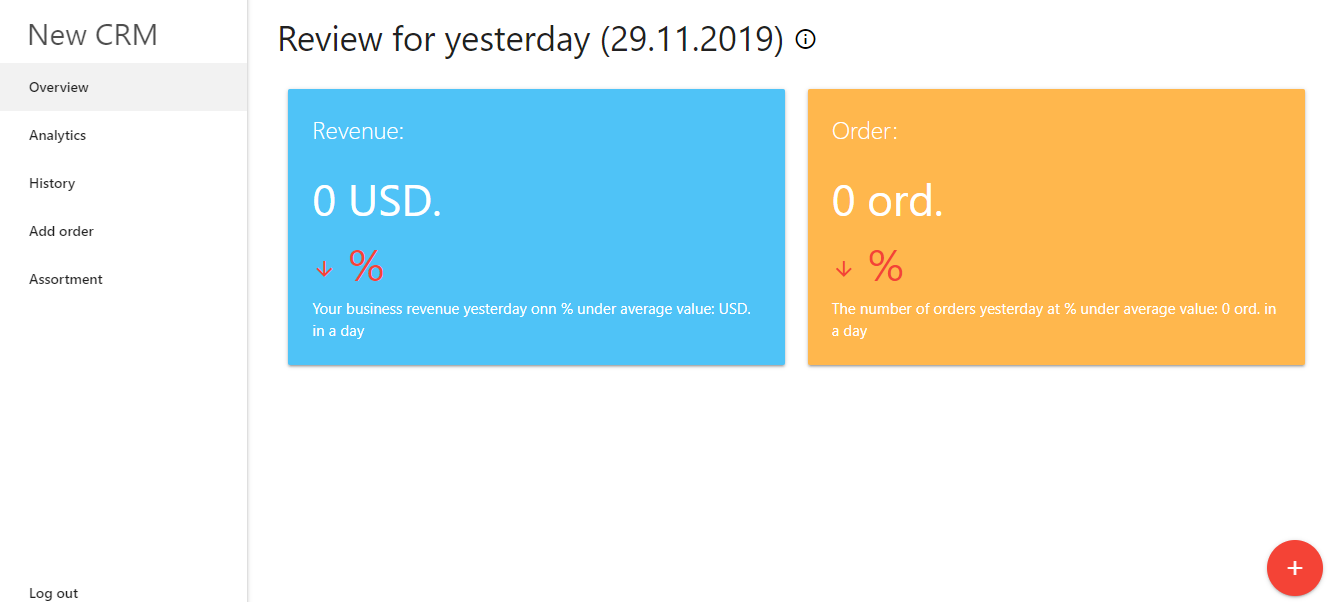 New CRM
Overview
Analytics
History
Add order
Assortment
Log out
Review for yesterday (29.11.2019)
Revenue:
0 USD.
%
Your business revenue yesterday onn % under average value: USD.
in a day
Order:
0 ord.
%
The number of orders yesterday at % under average value: 0 ord. in
a day